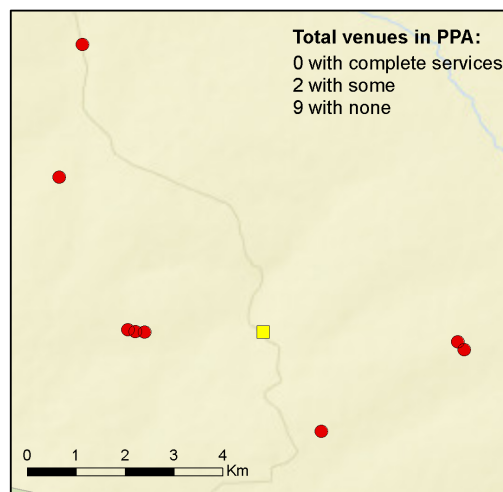 Total venues in PPA:
0 with complete services
2 with some
9 with none
0 1 2 3 4
Km